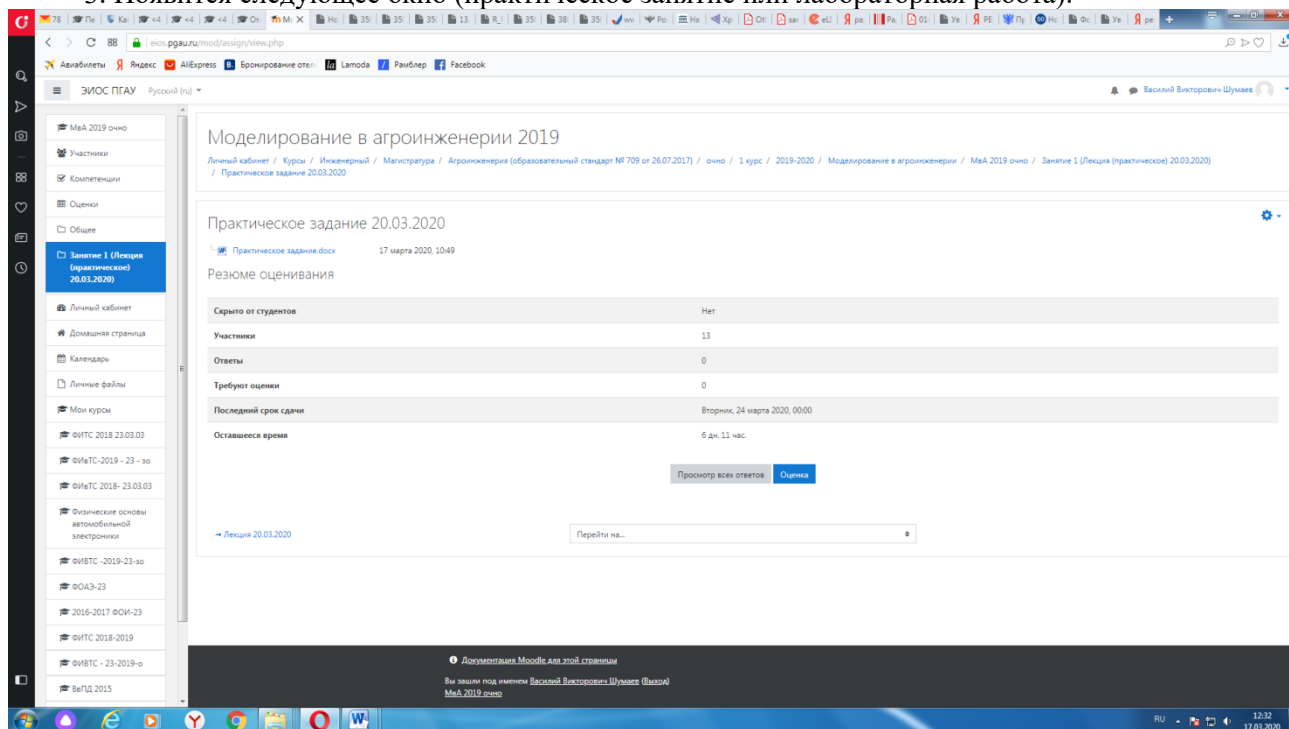 3. Появится следующее окно (практическое занятие или лабораторная работа).
eios.pgau.ru/mod/assign/view.php
Авиабилеты Яндекс AliExpress Бронирование отел Lamoda Рамблер Facebook
ЭИОС ПГАУ Русский (ru)
Василий Викторович Шумаев
МвА 2019 очно
Участники
Компетенции
Оценки
Общее
Занятие 1 (Лекция
(практическое)
20.03.2020)
Личный кабинет
Домашняя страница
Календарь
Личные файлы
Мои курсы
ФИТС 2018 23.03.03
ФИвТС-2019 - 23 - зо
ФИвТС 2018- 23.03.03
Физические основы
автомобильной
электроники
ФИВТС -2019-23-зо
ФОАЭ-23
2016-2017 ФОИ-23
ФИТС 2018-2019
ФИВТС - 23-2019-о
ВвПД 2015
Моделирование в агроинженерии 2019
Личный кабинет / Курсы / Инженерный / Магистратура / Агроинженерия (образовательный стандарт № 709 от 26.07.2017) / очно / 1 курс / 2019-2020 / Моделирование в агроинженерии / МвА 2019 очно / Занятие 1 (Лекция (практическое) 20.03.2020)
/ Практическое задание 20.03.2020
Практическое задание 20.03.2020
Практическое задание.docx 17 марта 2020, 10:49
Резюме оценивания
Скрыто от студентов Нет
Участники 13
Ответы 0
Требуют оценки 0
Последний срок сдачи Вторник, 24 марта 2020, 00:00
Оставшееся время 6 дн. 11 час.
Просмотр всех ответов Оценка
Лекция 20.03.2020
Перейти на...
Документация Moodle для этой страницы
Вы зашли под именем Василий Викторович Шумаев (Выход)
МвА 2019 очно
RU
12:32
17.03.2020